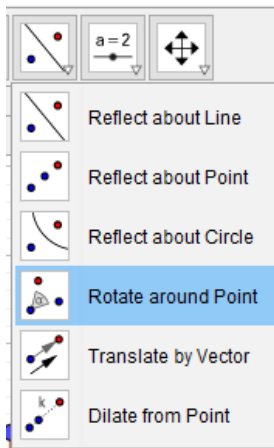 a = 2
Reflect about Line
Reflect about Point
Reflect about Circle
α
Rotate around Point
Translate by Vector
k
Dilate from Point